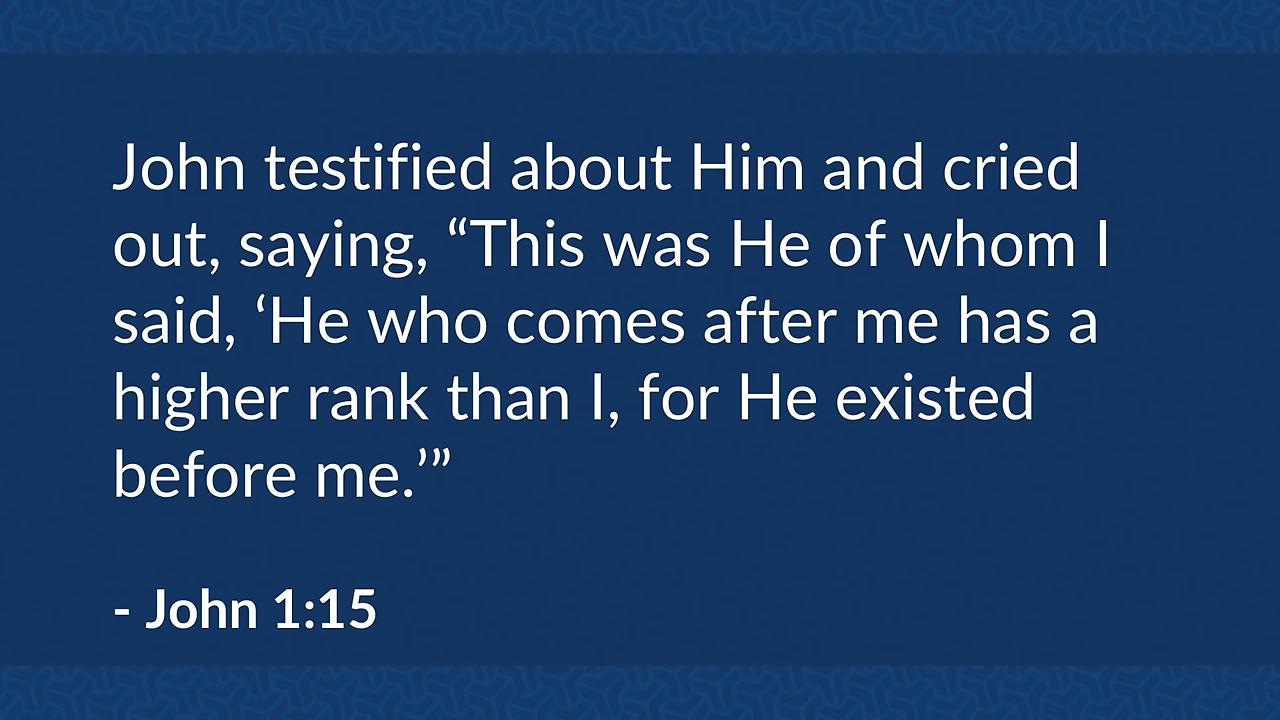 John testified about Him and cried
out, saying, “This was He of whom I
said, ‘He who comes after me has a
higher rank than I, for He existed
before me.’”
- John 1:15